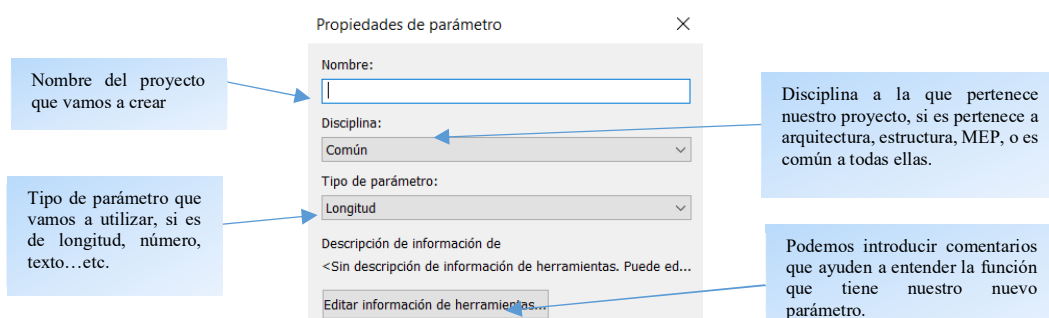 Propiedades de parámetro
Nombre del proyecto
que vamos a crear
Nombre:
Disciplina:
Común
Disciplina a la que pertenece
nuestro proyecto, si es pertenece a
arquitectura, estructura, MEP, o es
común a todas ellas.
Tipo de parámetro que
vamos a utilizar, si es
de longitud, número,
texto…etc.
Tipo de parámetro:
Longitud
Descripción de información de
<Sin descripción de información de herramientas. Puede ed...
Editar información de herramientas...
Podemos introducir comentarios
que ayuden a entender la función
que tiene nuestro nuevo
parámetro.